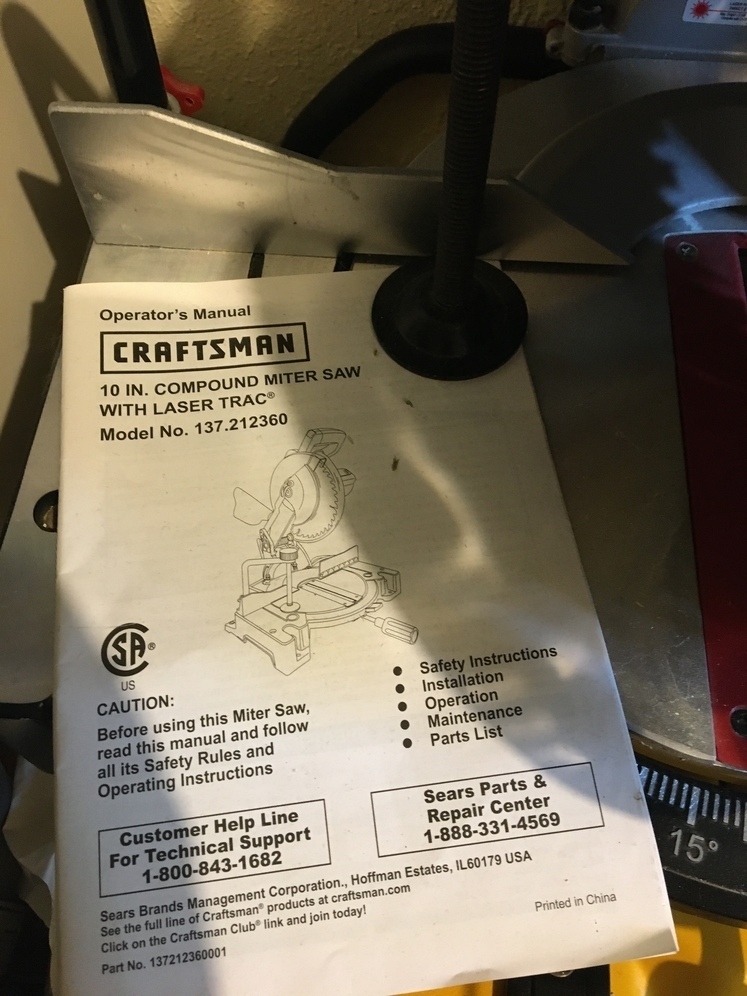 Operator's Manual
CRAFTSMAN
10 IN. COMPOUND MITER SAW
WITH LASER TRAC®
Model No. 137.212360
SA®
US
CAUTION:
Before using this Miter Saw,
read this manual and follow
all its Safety Rules and
Operating Instructions
● Safety Instructions
● Installation
● Operation
● Maintenance
● Parts List
Customer Help Line
For Technical Support
1-800-843-1682
Sears Parts &
Repair Center
1-888-331-4569
Sears Brands Management Corporation., Hoffman Estates, IL60179 USA
See the full line of Craftsman® products at craftsman.com
Click on the Craftsman Club® link and join today!
Printed in China
Part No. 137212360001
15°